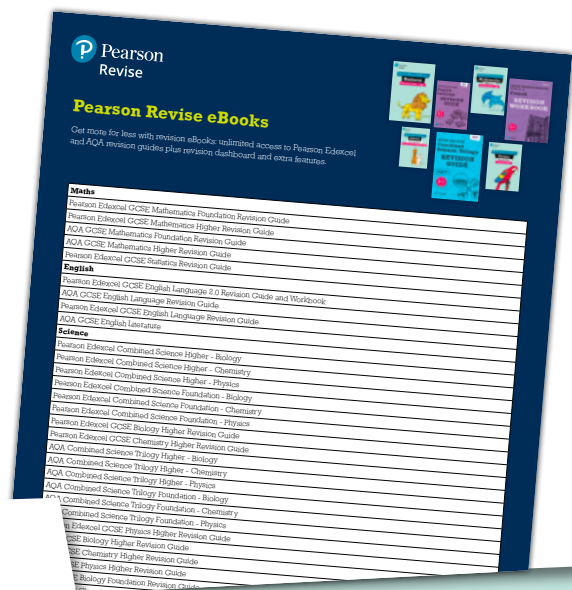 Pearson
Revise
Pearson Revise eBooks
Get more for less with revision eBooks: unlimited access to Pearson Edexcel
and AQA revision guides plus revision dashboard and extra features.
Maths
Pearson Edexcel GCSE Mathematics Foundation Revision Guide
Pearson Edexcel GCSE Mathematics Higher Revision Guide
AQA GCSE Mathematics Foundation Revision Guide
AQA GCSE Mathematics Higher Revision Guide
Pearson Edexcel GCSE Statistics Revision Guide
English
Pearson Edexcel GCSE English Language 2.0 Revision Guide and Workbook
AQA GCSE English Language Revision Guide
Pearson Edexcel GCSE English Language Revision Guide
AQA GCSE English Literature
Science
Pearson Edexcel Combined Science Higher - Biology
Pearson Edexcel Combined Science Higher - Chemistry
Pearson Edexcel Combined Science Higher - Physics
Pearson Edexcel Combined Science Foundation - Biology
Pearson Edexcel Combined Science Foundation - Chemistry
Pearson Edexcel Combined Science Foundation - Physics
Pearson Edexcel GCSE Biology Higher Revision Guide
Pearson Edexcel GCSE Chemistry Higher Revision Guide
AQA Combined Science Trilogy Higher - Biology
AQA Combined Science Trilogy Higher - Chemistry
AQA Combined Science Trilogy Higher - Physics
AQA Combined Science Trilogy Foundation - Biology
AQA Combined Science Trilogy Foundation - Chemistry
Combined Science Trilogy Foundation - Physics
Edexcel GCSE Physics Higher Revision Guide
Biology Higher Revision Guide
Chemistry Higher Revision Guide
Physics Higher Revision Guide
Biology Foundation Revision Guide
REVISION
GUIDE
REVISION
WORKBOOK
REVISION
GUIDE